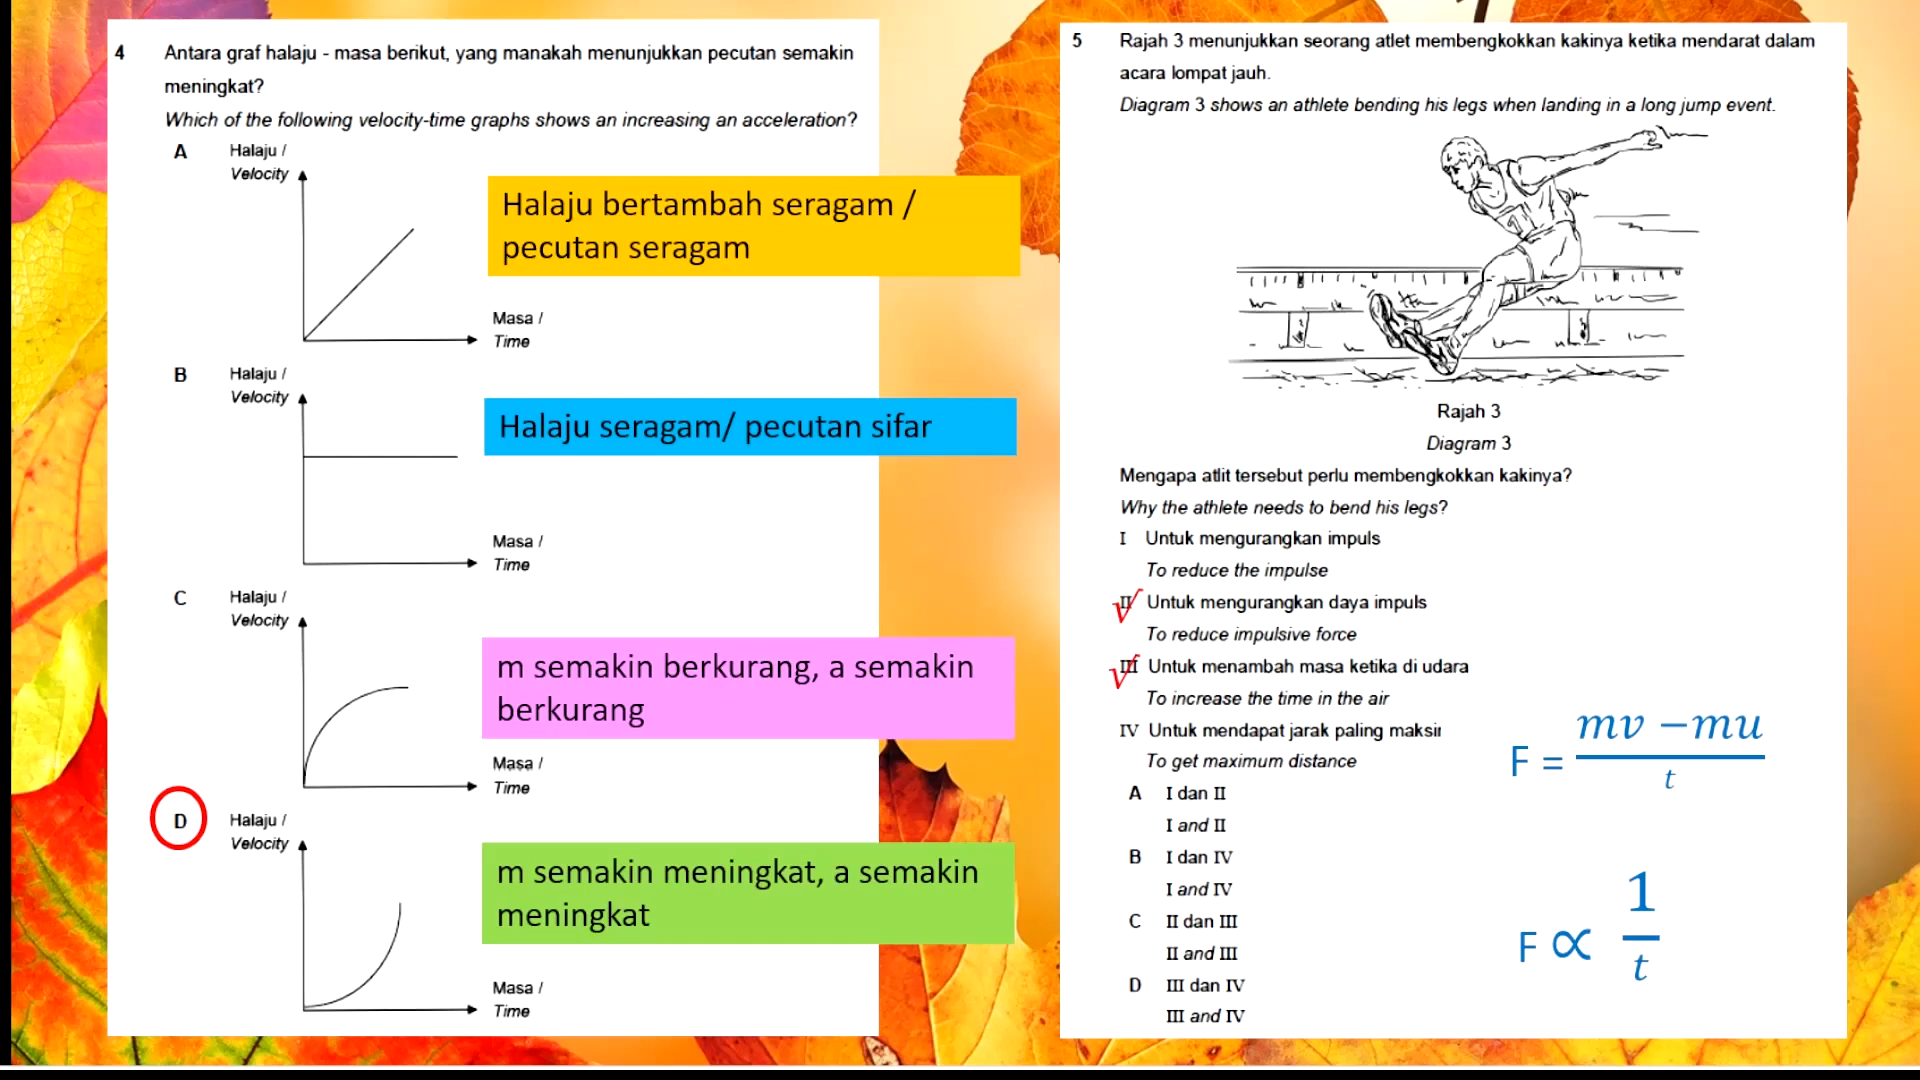 4 Antara graf halaju - masa berikut, yang manakah menunjukkan pecutan semakin
meningkat?
Which of the following velocity-time graphs shows an increasing an acceleration?
A Halaju /
Velocity
Halaju bertambah seragam /
pecutan seragam
Masa /
Time
B Halaju /
Velocity
Halaju seragam/ pecutan sifar
Masa /
Time
C Halaju /
Velocity
m semakin berkurang, a semakin
berkurang
Masa /
Time
D Halaju /
Velocity
m semakin meningkat, a semakin
meningkat
Masa /
Time
5 Rajah 3 menunjukkan seorang atlet membengkokkan kakinya ketika mendarat dalam
acara lompat jauh.
Diagram 3 shows an athlete bending his legs when landing in a long jump event.
Rajah 3
Diagram 3
Mengapa atlit tersebut perlu membengkokkan kakinya?
Why the athlete needs to bend his legs?
I Untuk mengurangkan impuls
To reduce the impulse
√ II Untuk mengurangkan daya impuls
To reduce impulsive force
√ III Untuk menambah masa ketika di udara
To increase the time in the air
IV Untuk mendapat jarak paling
To get maximum distance
A I dan II
I and II
B I dan IV
I and IV
C II dan III
II and III
D III dan IV
III and IV
F = mv − mu / t
F ∝ 1 / t